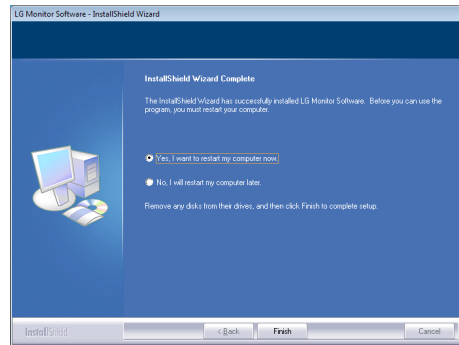 LG Monitor Software - InstallShield Wizard
InstallShield Wizard Complete
The InstallShield Wizard has successfully installed LG Monitor Software. Before you can use the
program, you must restart your computer.
Yes, I want to restart my computer now.
No, I will restart my computer later.
Remove any disks from their drives, and then click Finish to complete setup.
InstallShield
< Back
Finish
Cancel